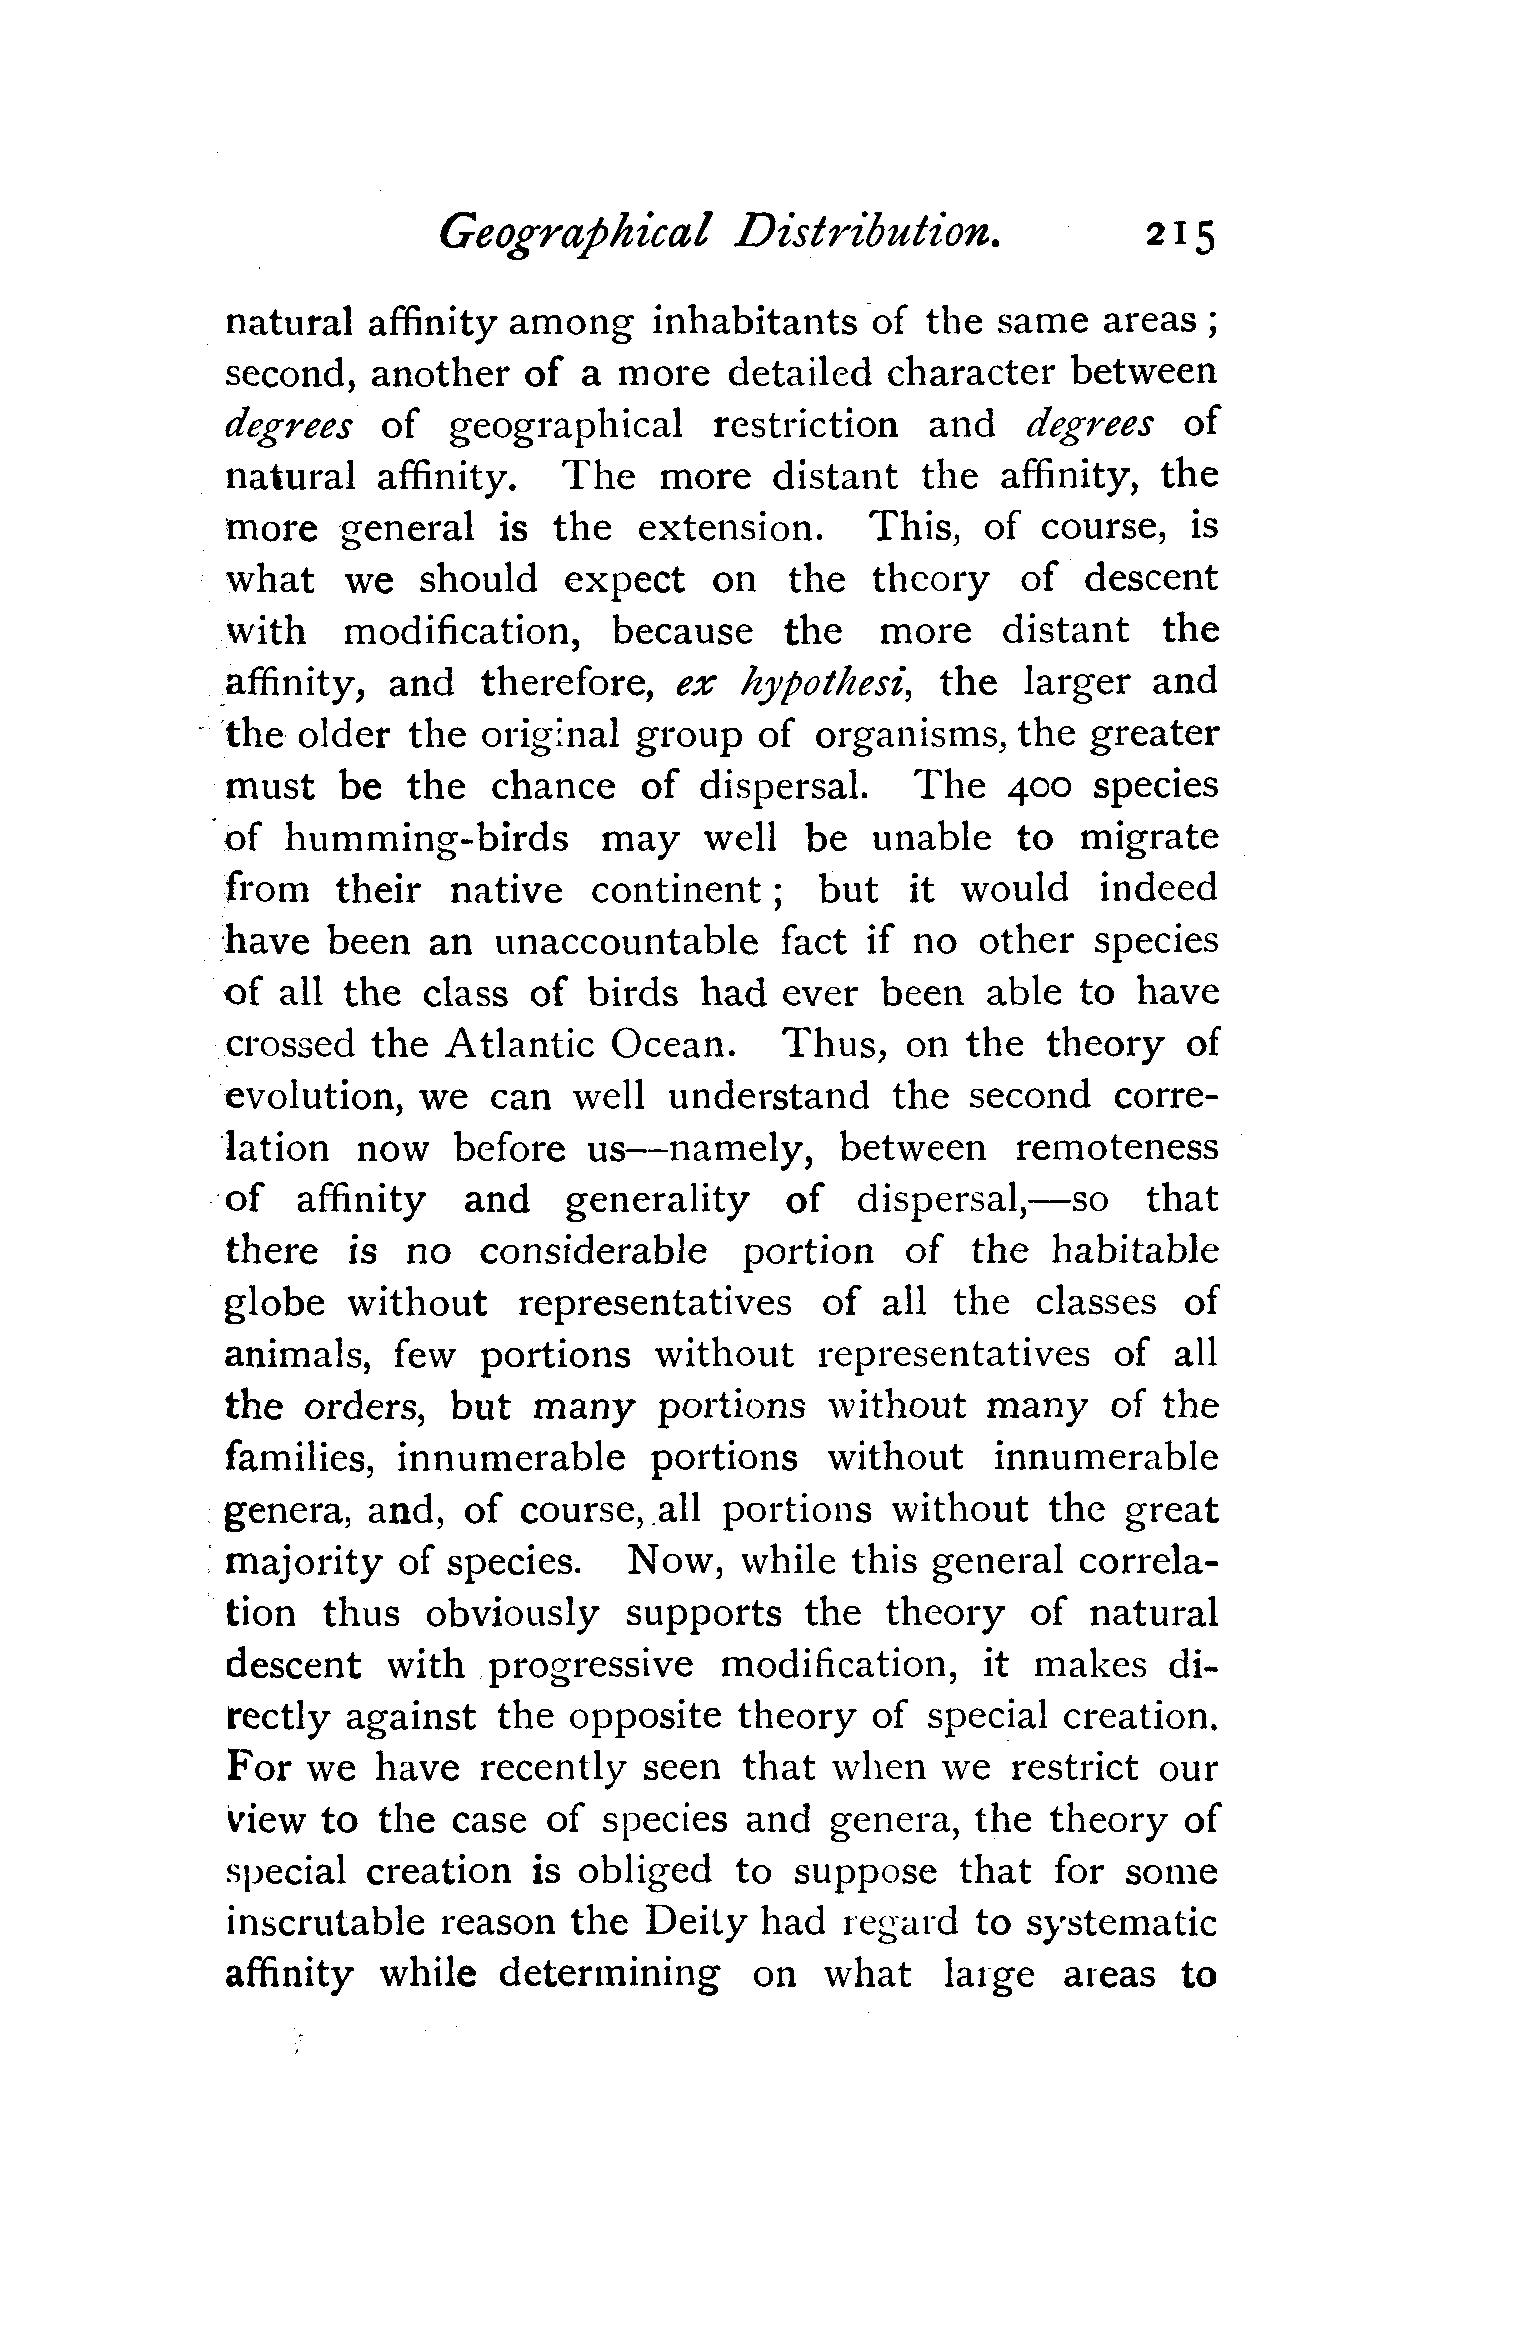 Geographical Distribution. 215
natural affinity among inhabitants of the same areas ;
second, another of a more detailed character between
degrees of geographical restriction and degrees of
natural affinity. The more distant the affinity, the
more general is the extension. This, of course, is
what we should expect on the theory of descent
with modification, because the more distant the
affinity, and therefore, ex hypothesi, the larger and
the older the original group of organisms, the greater
must be the chance of dispersal. The 400 species
of humming-birds may well be unable to migrate
from their native continent ; but it would indeed
have been an unaccountable fact if no other species
of all the class of birds had ever been able to have
crossed the Atlantic Ocean. Thus, on the theory of
evolution, we can well understand the second corre-
lation now before us—namely, between remoteness
of affinity and generality of dispersal,—so that
there is no considerable portion of the habitable
globe without representatives of all the classes of
animals, few portions without representatives of all
the orders, but many portions without many of the
families, innumerable portions without innumerable
genera, and, of course, all portions without the great
majority of species. Now, while this general correla-
tion thus obviously supports the theory of natural
descent with progressive modification, it makes di-
rectly against the opposite theory of special creation.
For we have recently seen that when we restrict our
view to the case of species and genera, the theory of
special creation is obliged to suppose that for some
inscrutable reason the Deity had regard to systematic
affinity while determining on what large areas to